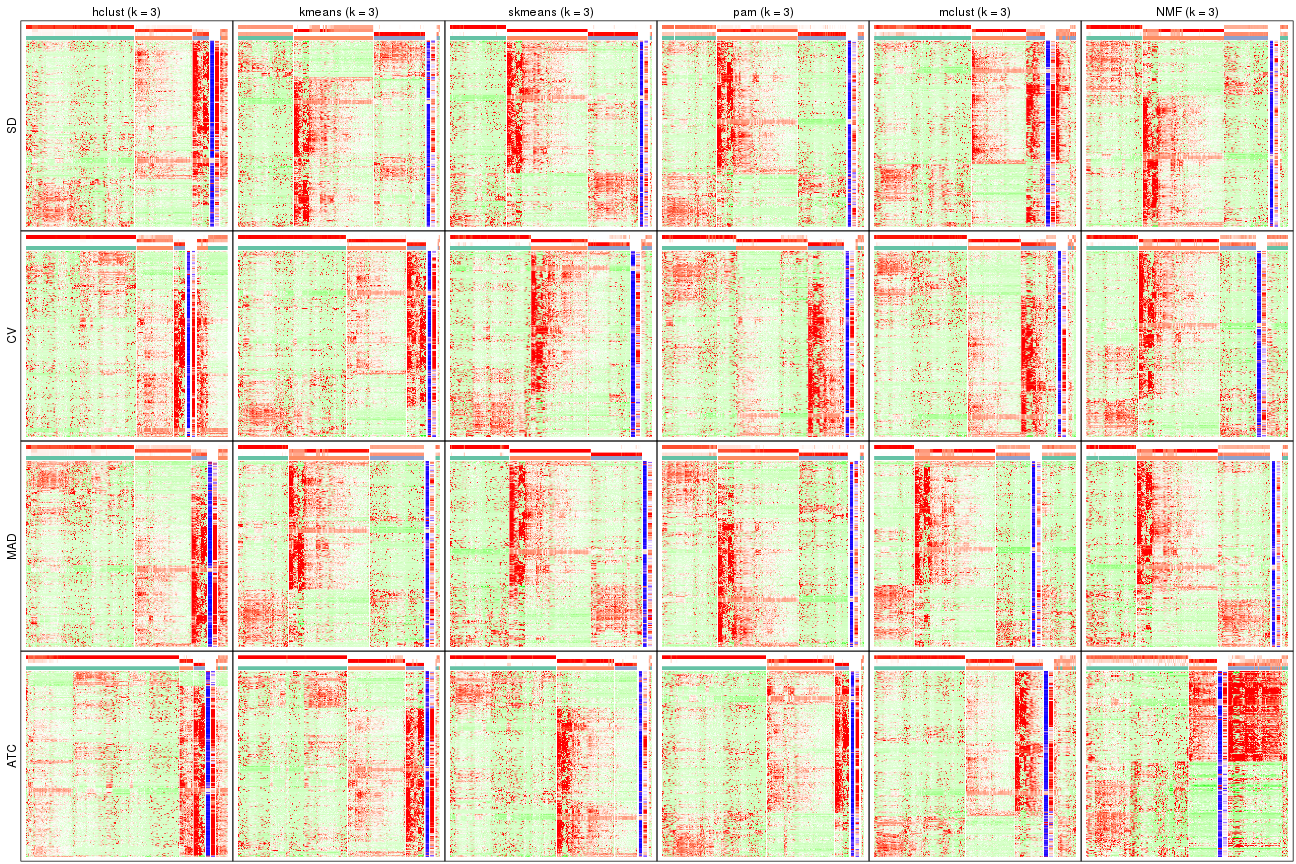 hclust (k = 3) kmeans (k = 3) skmeans (k = 3) pam (k = 3) mclust (k = 3) NMF (k = 3)
SD
CV
MAD
ATC